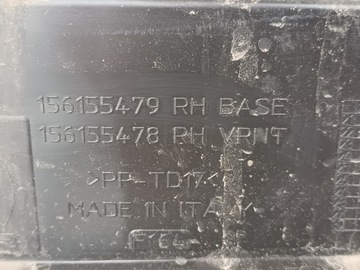 156155479 RH BASE
156155478 RH VRNT
>PP-TD17<
MADE IN ITALY